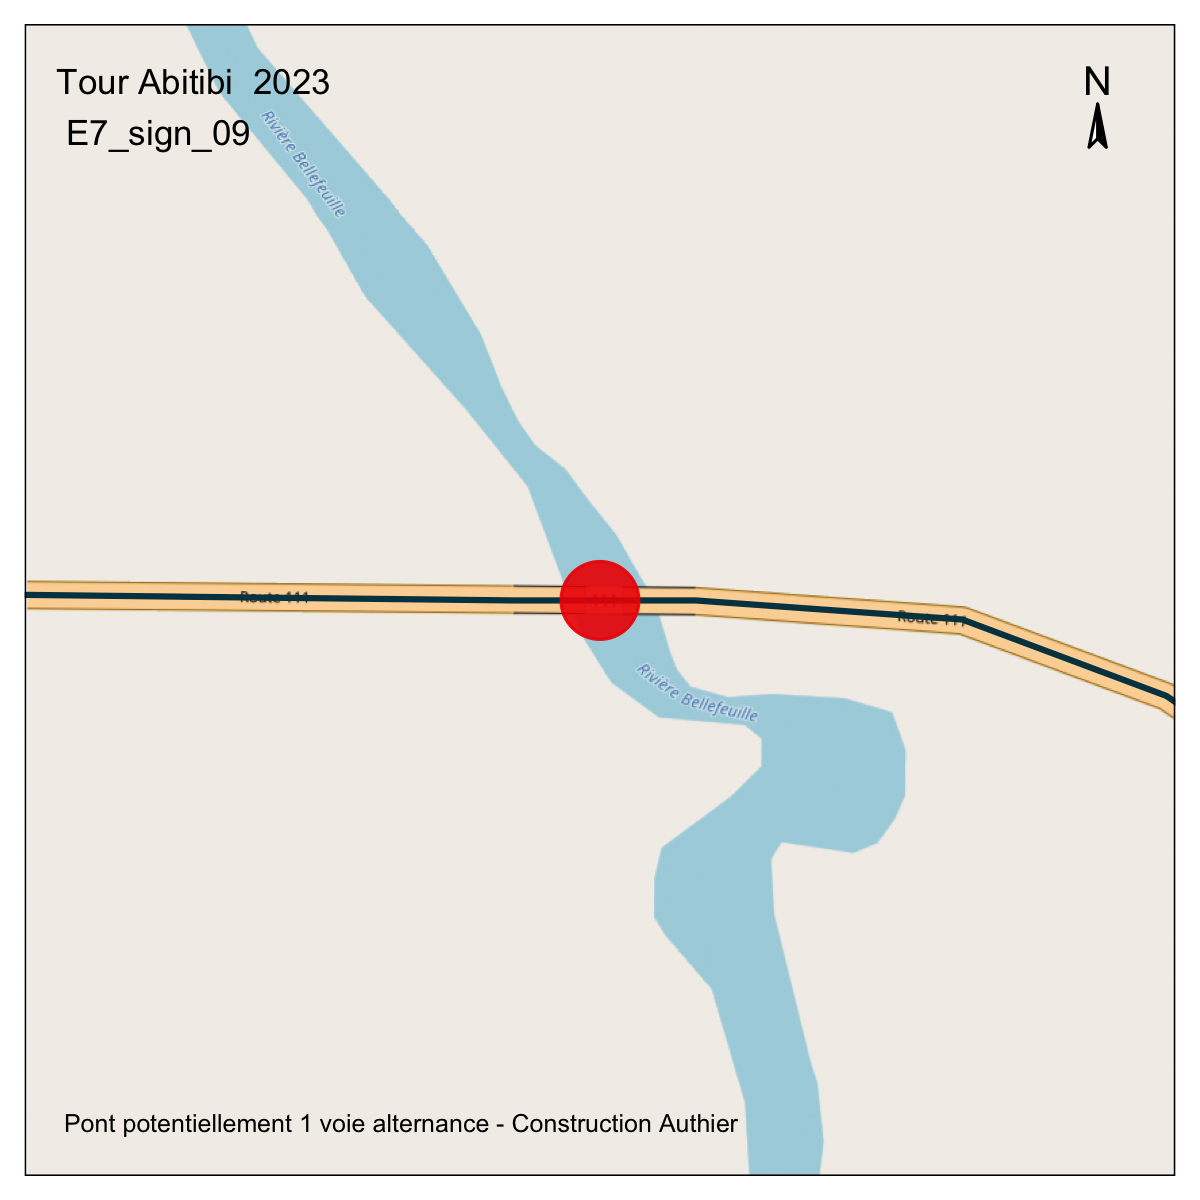 Tour Abitibi  2023
N
E7_sign_09
Rivière Bellefeuille
Route 111
Route 111
Rivière Bellefeuille
Pont potentiellement 1 voie alternance - Construction Authier